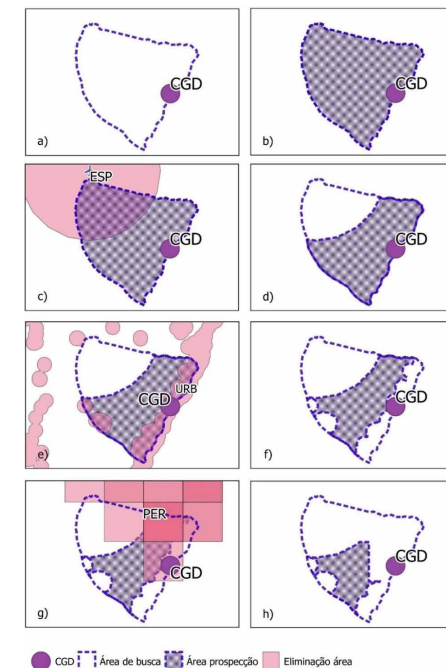 CGD
a)
CGD
b)
ESP
CGD
c)
CGD
d)
URB
CGD
e)
CGD
f)
PER
CGD
g)
CGD
h)
CGD Área de busca Área prospecção Eliminação área